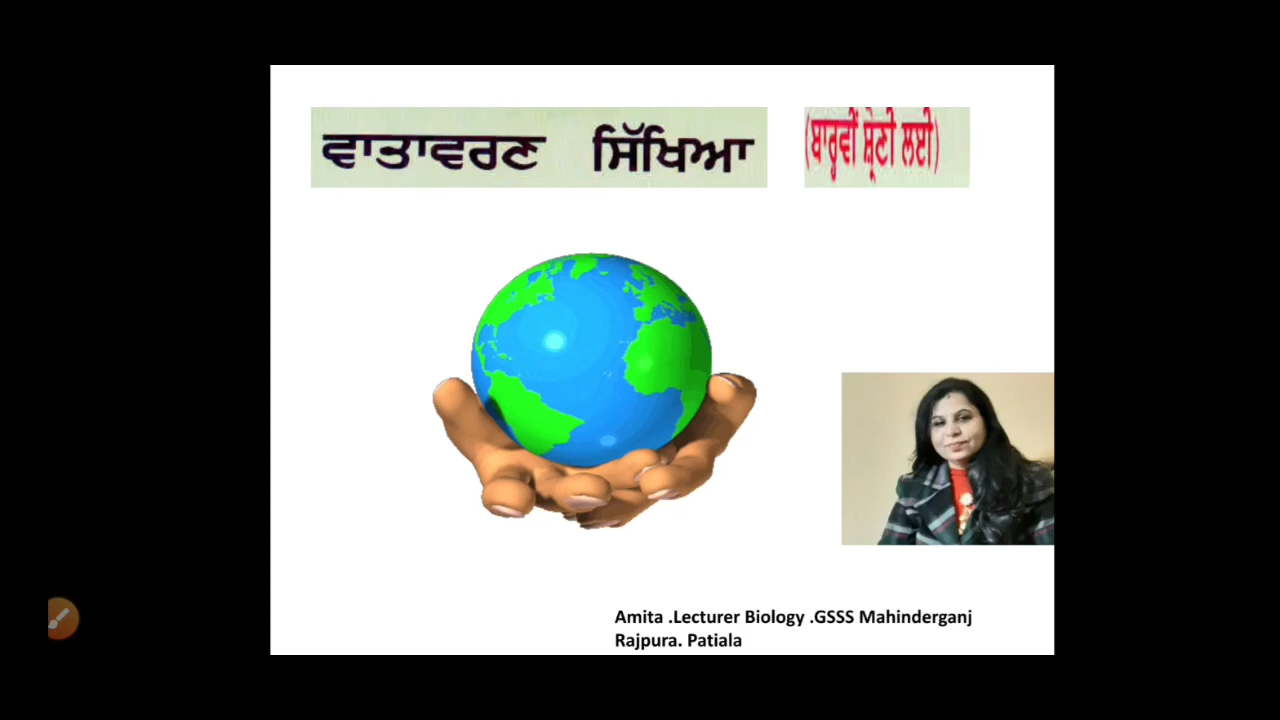 ਵਾਤਾਵਰਣ ਸਿੱਖਿਆ (ਬਾਰ੍ਹਵੀਂ ਸ਼੍ਰੇਣੀ ਲਈ)
Amita .Lecturer Biology .GSSS Mahinderganj
Rajpura. Patiala